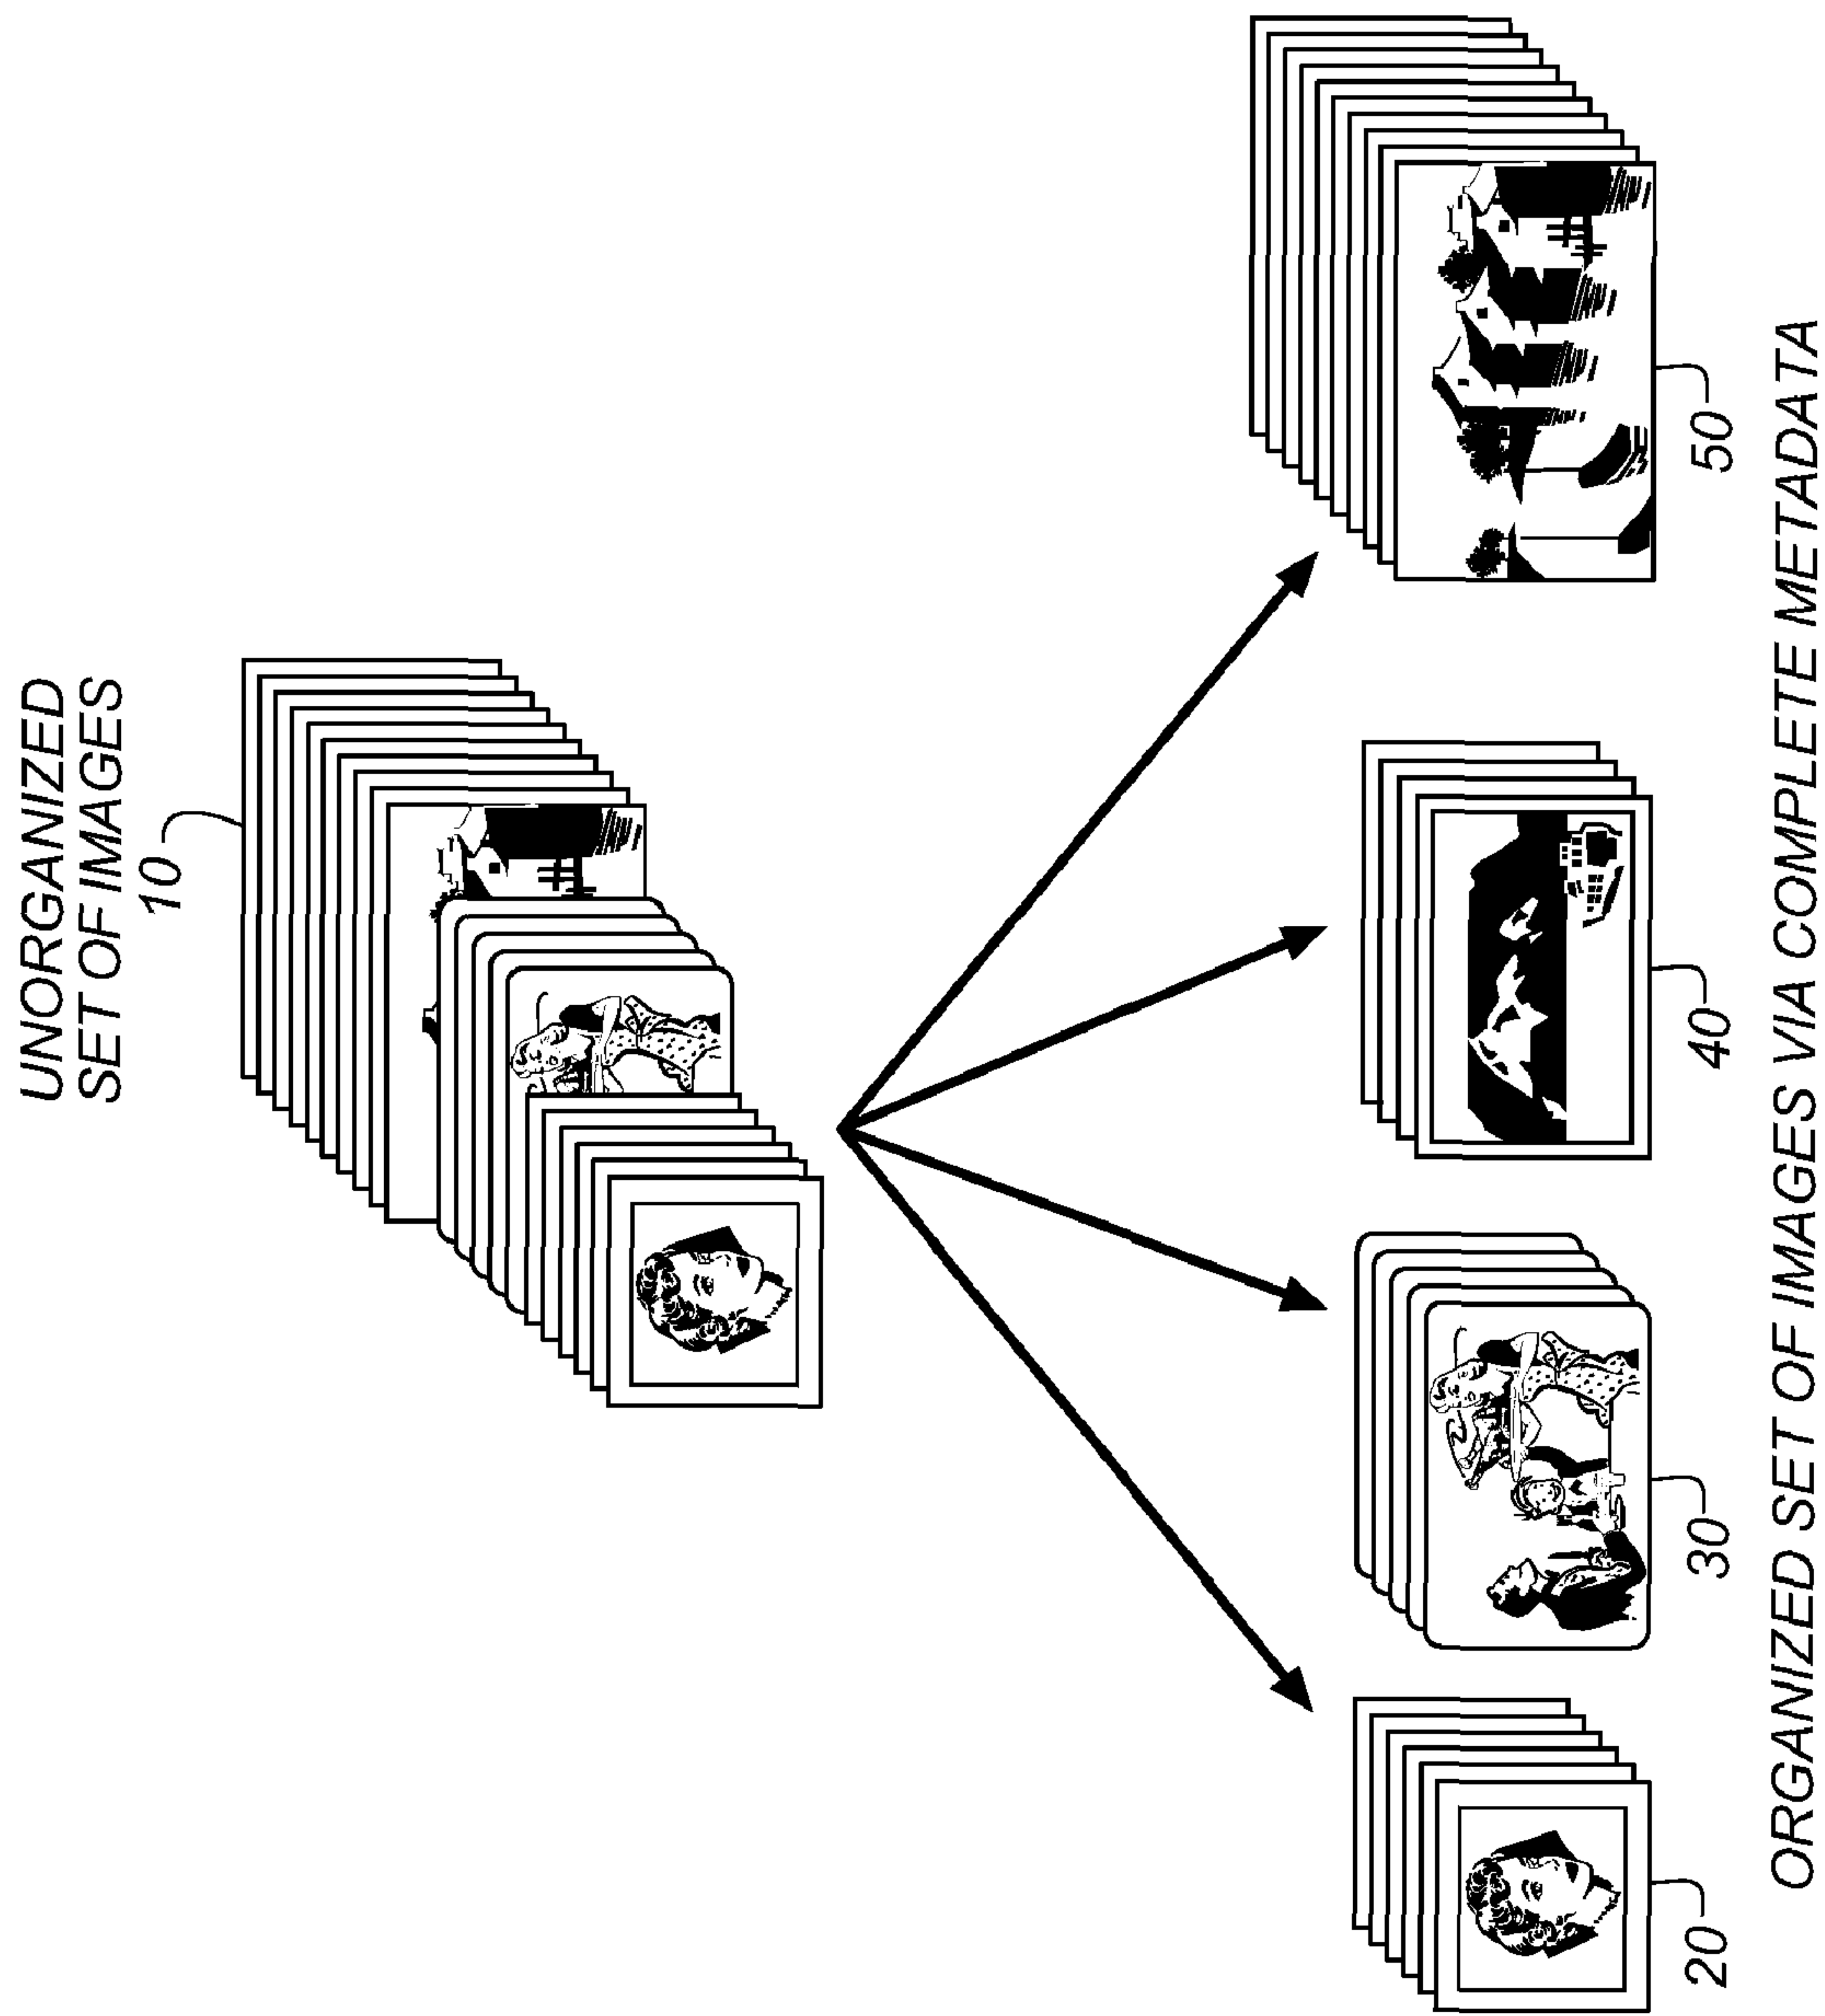 UNORGANIZED
SET OF IMAGES
10
20
30
40
50
ORGANIZED SET OF IMAGES VIA COMPLETE METADATA